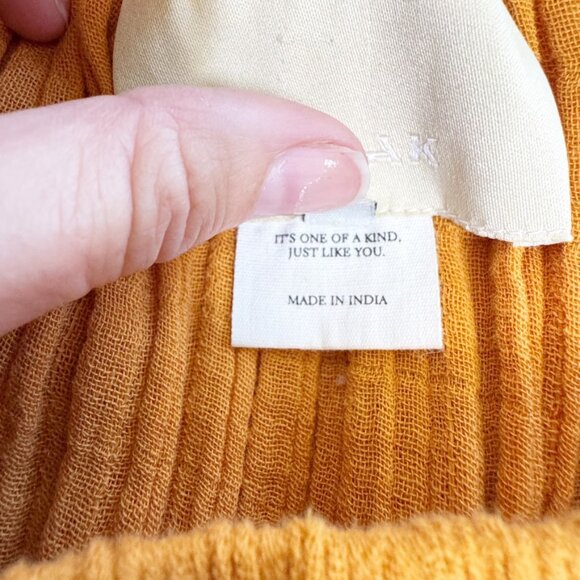 IT'S ONE OF A KIND,
JUST LIKE YOU.
MADE IN INDIA